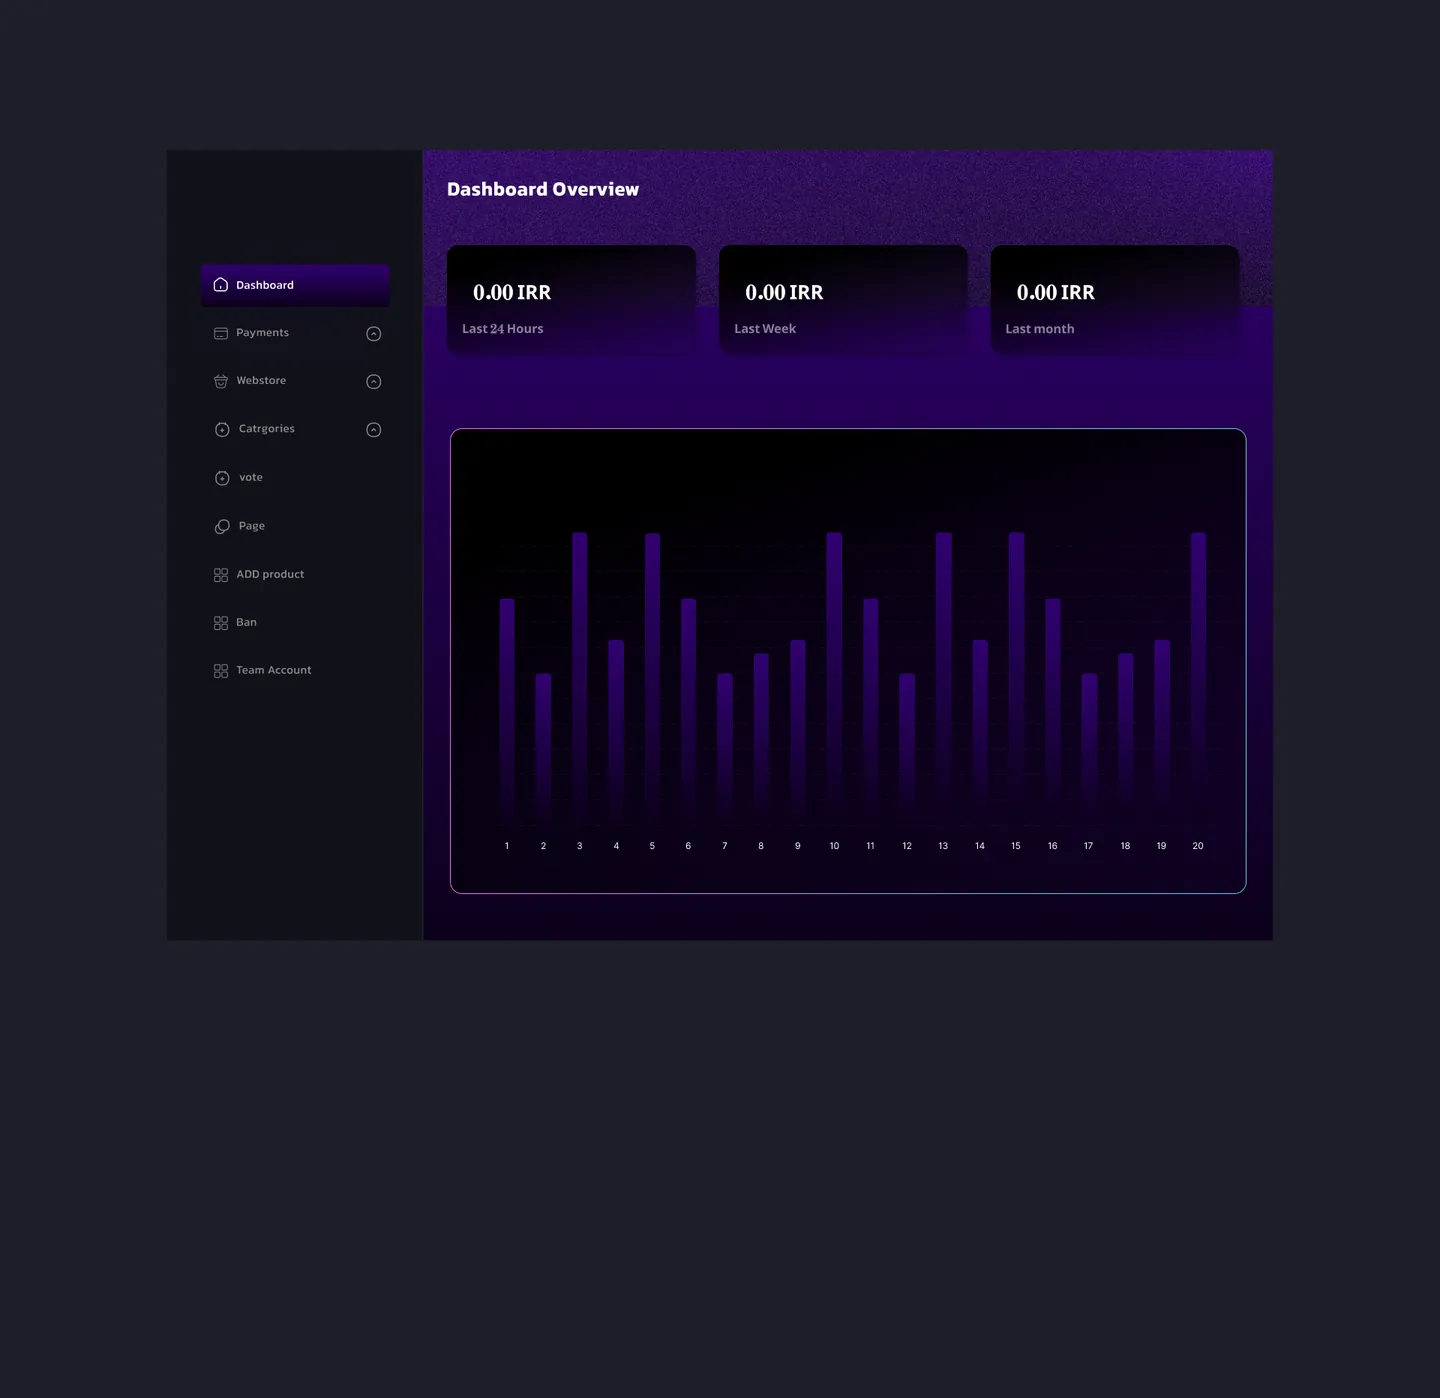 Dashboard Overview
Dashboard
Payments
Webstore
Catrgories
vote
Page
ADD product
Ban
Team Account
0.00 IRR
Last 24 Hours
0.00 IRR
Last Week
0.00 IRR
Last month
1 2 3 4 5 6 7 8 9 10 11 12 13 14 15 16 17 18 19 20